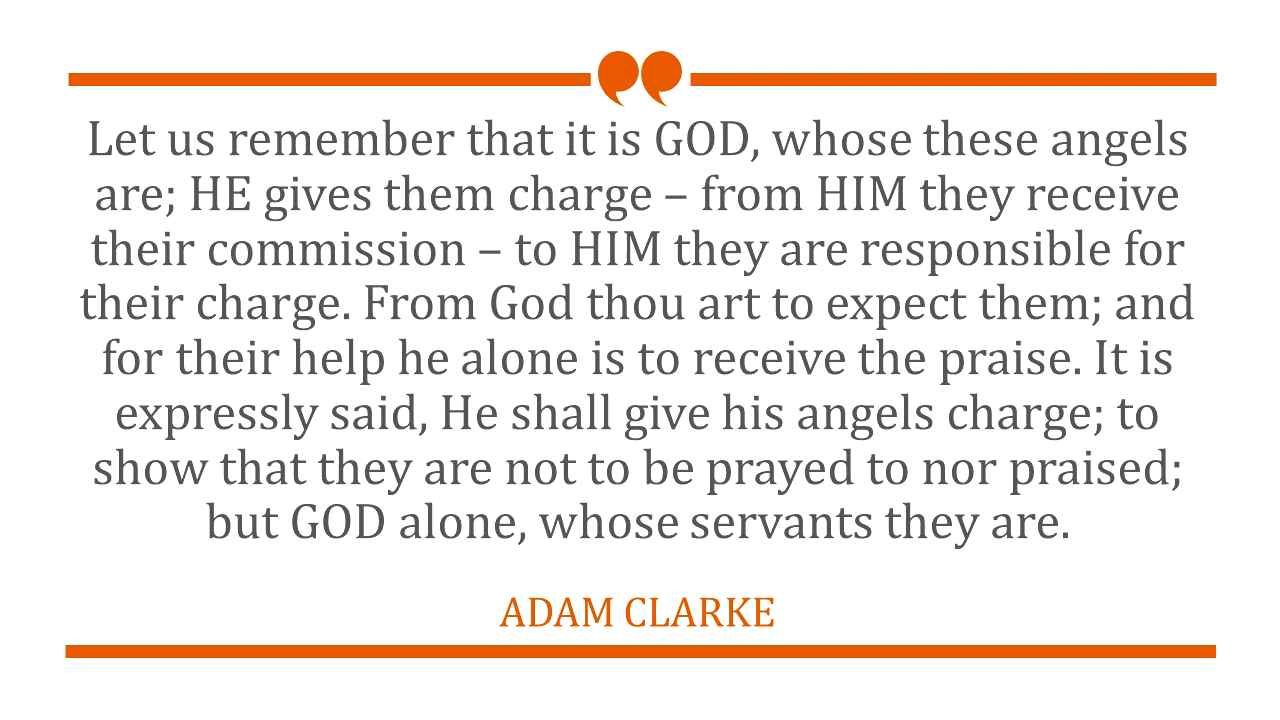 Let us remember that it is GOD, whose these angels
are; HE gives them charge – from HIM they receive
their commission – to HIM they are responsible for
their charge. From God thou art to expect them; and
for their help he alone is to receive the praise. It is
expressly said, He shall give his angels charge; to
show that they are not to be prayed to nor praised;
but GOD alone, whose servants they are.
ADAM CLARKE